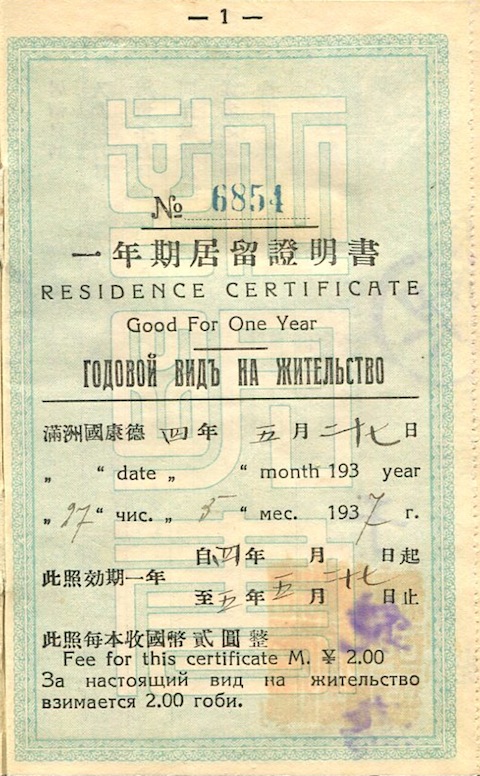 — 1 —
№ 6854
一年期居留證明書
RESIDENCE CERTIFICATE
Good For One Year
ГОДОВОЙ ВИДЪ НА ЖИТЕЛЬСТВО
滿洲國康德 四 年 五 月 二十七 日
„ “ date „ “ month 193 year
„ 27 “ чис. „ 5 “ мес. 1937 г.
自 四 年 月 日起
此照効期一年
至 五 年 五 月 二十七 日止
此照每本收國幣貳圓整
Fee for this certificate M. ¥ 2.00
За настоящий вид на жительство
взимается 2.00 гоби.